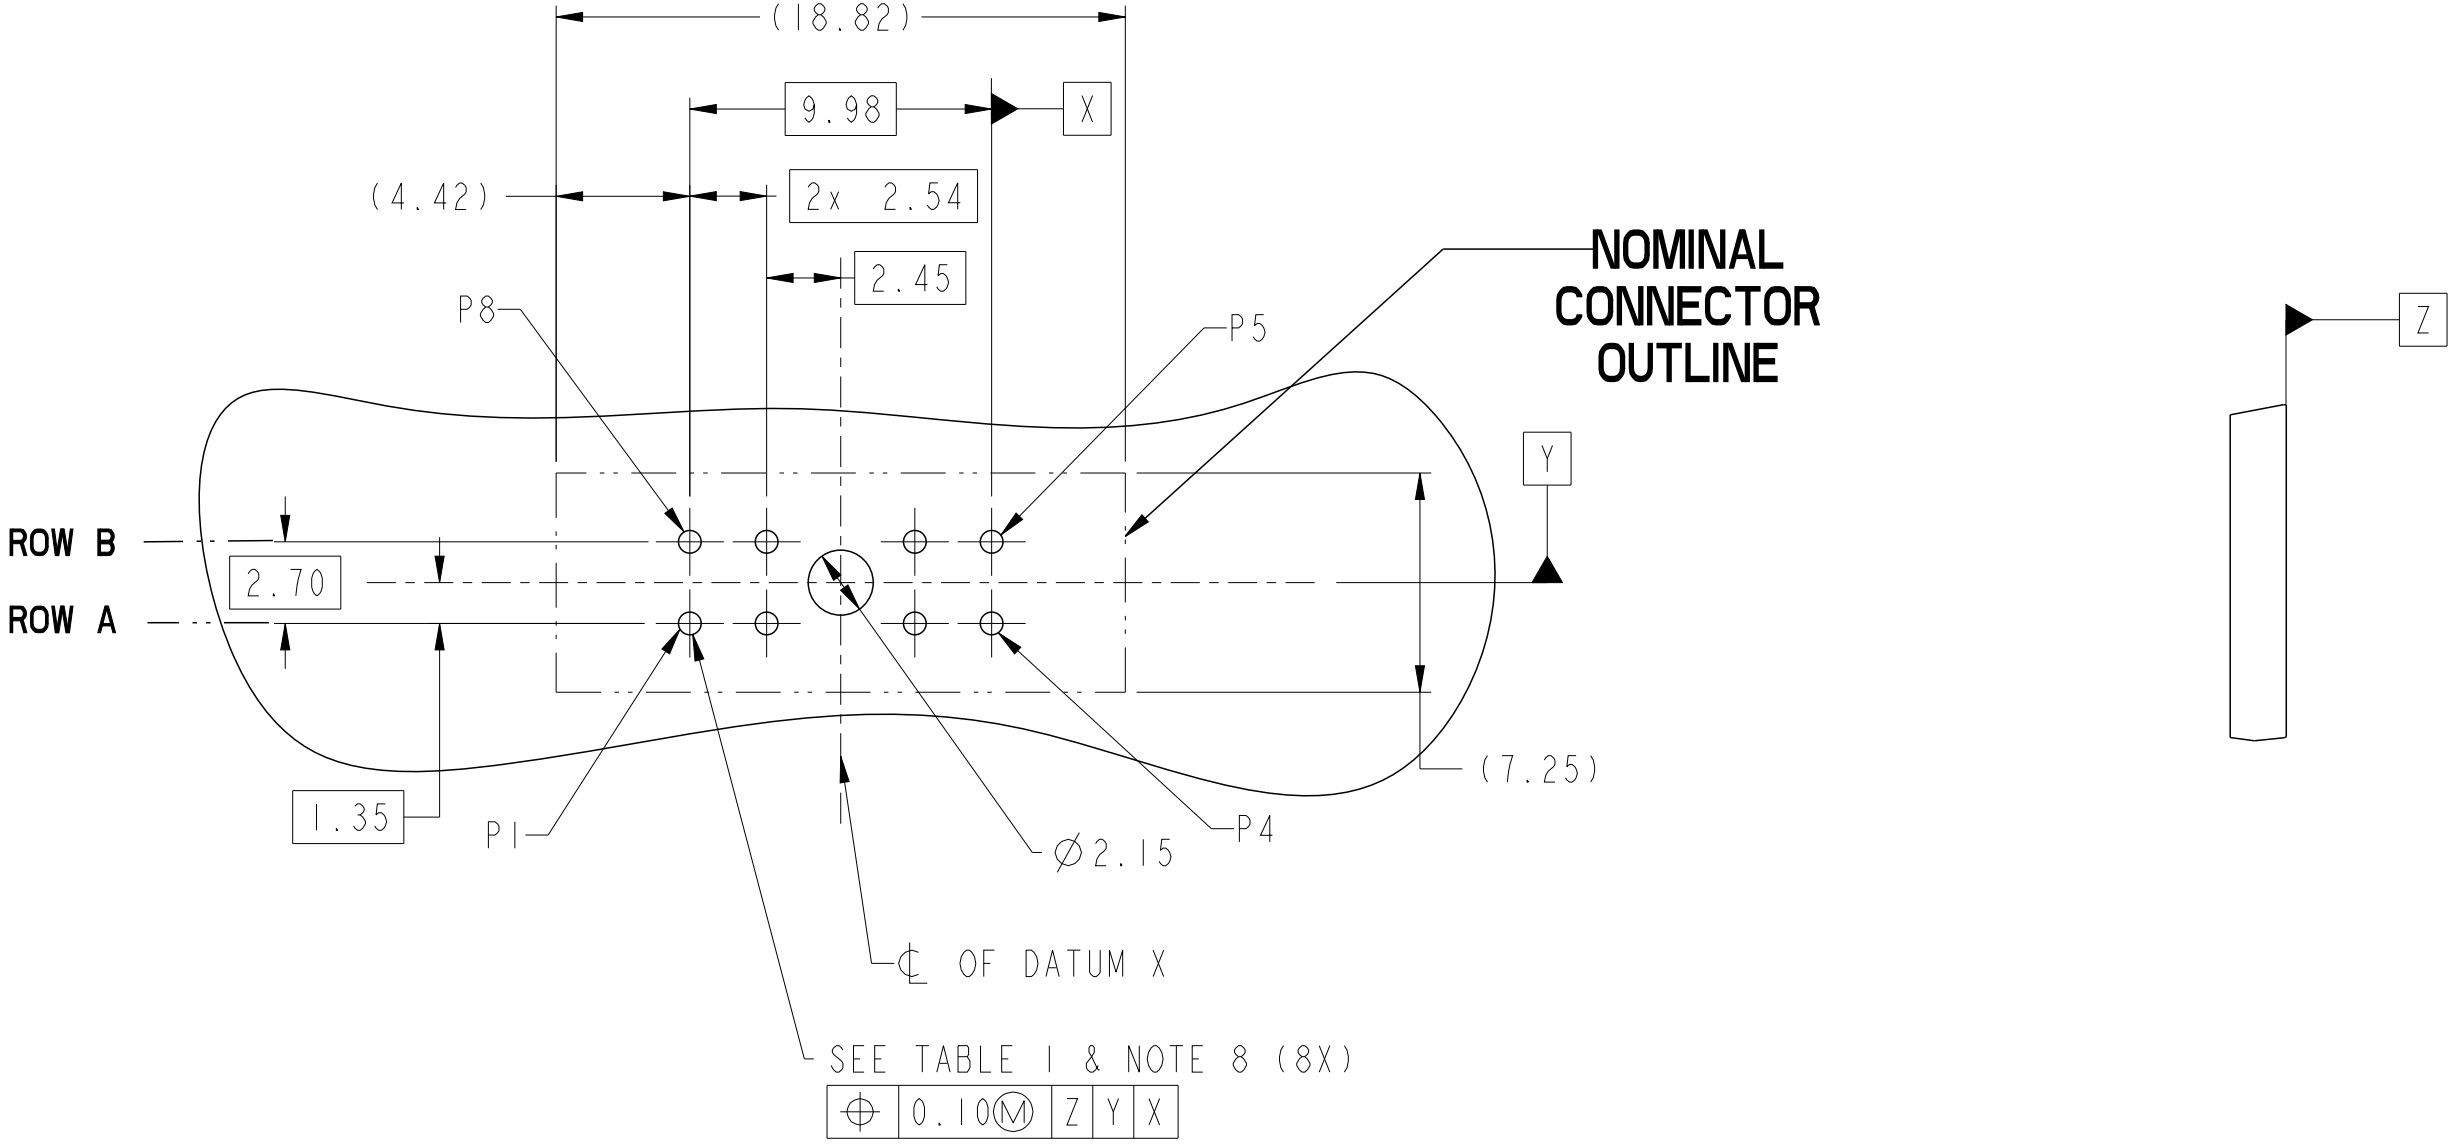 (18.82)
9.98 X
(4.42) 2x 2.54
2.45
NOMINAL
CONNECTOR
OUTLINE
P8
P5
Z
Y
ROW B
2.70
ROW A
(7.25)
1.35
P1
P4
⌀2.15
℄ OF DATUM X
SEE TABLE 1 & NOTE 8 (8X)
⌖ 0.10Ⓜ Z Y X